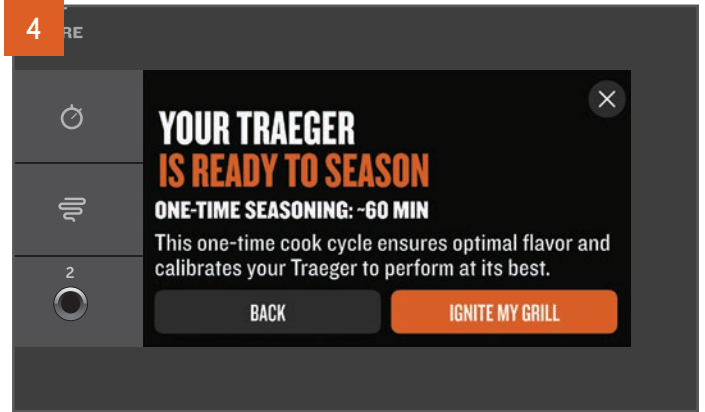 4
RE
YOUR TRAEGER
IS READY TO SEASON
ONE-TIME SEASONING: ~60 MIN
This one-time cook cycle ensures optimal flavor and
calibrates your Traeger to perform at its best.
2
BACK
IGNITE MY GRILL